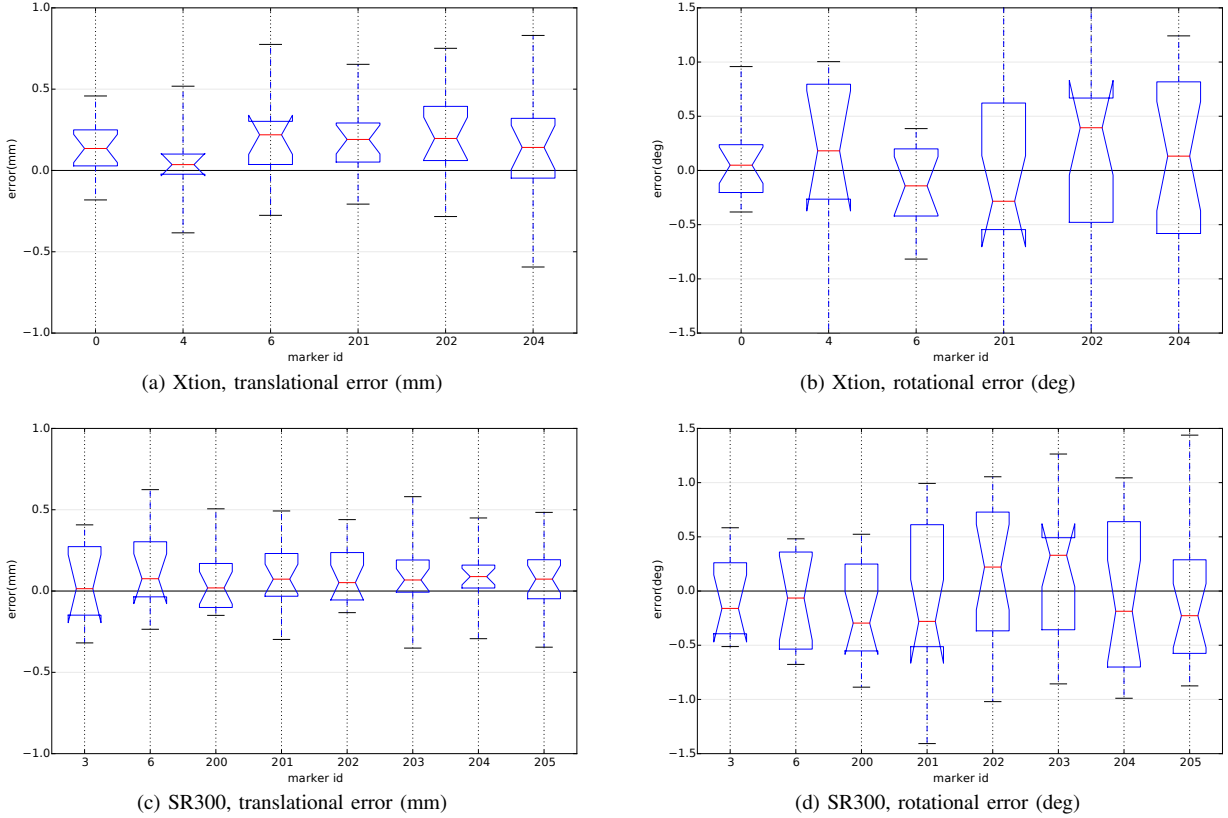 1.0
0.5
0.0
−0.5
−1.0
error(mm)
0 4 6 201 202 204
marker id
(a) Xtion, translational error (mm)
1.5
1.0
0.5
0.0
−0.5
−1.0
−1.5
error(deg)
0 4 6 201 202 204
marker id
(b) Xtion, rotational error (deg)
1.0
0.5
0.0
−0.5
−1.0
error(mm)
3 6 200 201 202 203 204 205
marker id
(c) SR300, translational error (mm)
1.5
1.0
0.5
0.0
−0.5
−1.0
−1.5
error(deg)
3 6 200 201 202 203 204 205
marker id
(d) SR300, rotational error (deg)